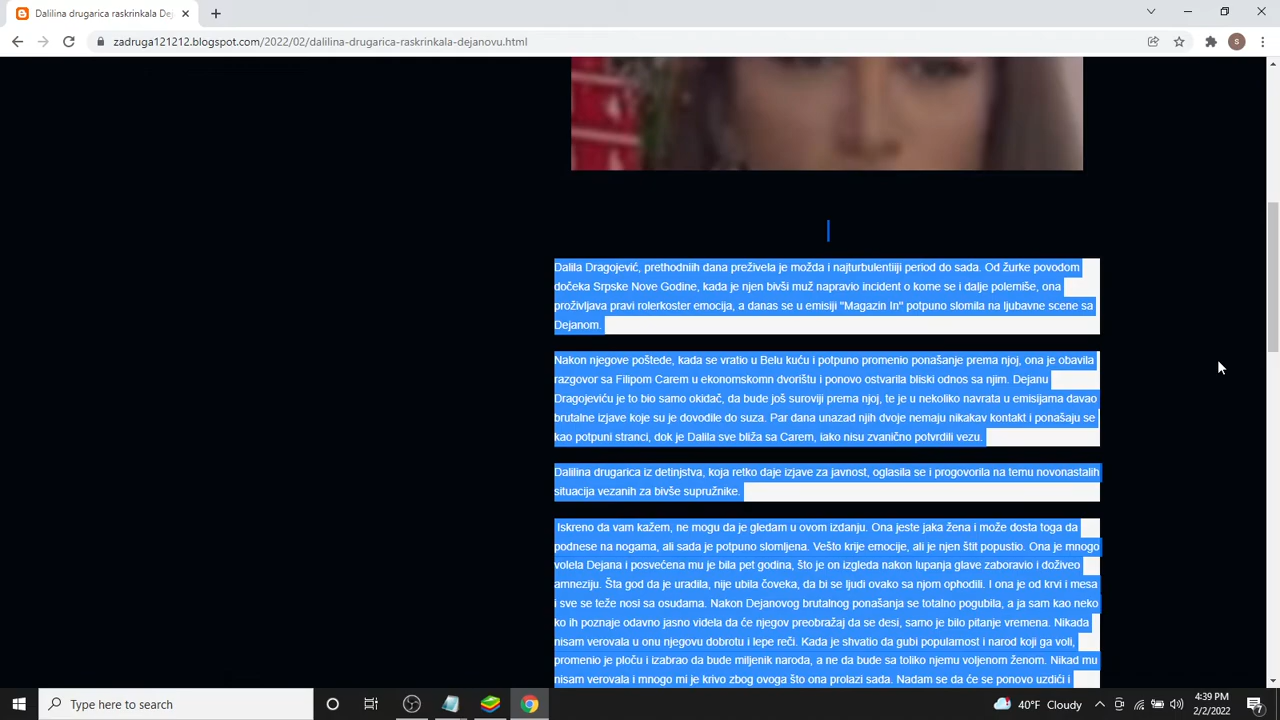 Dalilina drugarica raskrinkala Dej
zadruga121212.blogspot.com/2022/02/dalilina-drugarica-raskrinkala-dejanovu.html
S
Dalila Dragojević, prethodniih dana preživela je možda i najturbulentiiji period do sada. Od žurke povodom
dočeka Srpske Nove Godine, kada je njen bivši muž napravio incident o kome se i dalje polemiše, ona
proživljava pravi rolerkoster emocija, a danas se u emisiji "Magazin In" potpuno slomila na ljubavne scene sa
Dejanom.
Nakon njegove poštede, kada se vratio u Belu kuću i potpuno promenio ponašanje prema njoj, ona je obavila
razgovor sa Filipom Carem u ekonomskomn dvorištu i ponovo ostvarila bliski odnos sa njim. Dejanu
Dragojeviću je to bio samo okidač, da bude još suroviji prema njoj, te je u nekoliko navrata u emisijama davao
brutalne izjave koje su je dovodile do suza. Par dana unazad njih dvoje nemaju nikakav kontakt i ponašaju se
kao potpuni stranci, dok je Dalila sve bliža sa Carem, iako nisu zvanično potvrdili vezu.
Dalilina drugarica iz detinjstva, koja retko daje izjave za javnost, oglasila se i progovorila na temu novonastalih
situacija vezanih za bivše supružnike.
Iskreno da vam kažem, ne mogu da je gledam u ovom izdanju. Ona jeste jaka žena i može dosta toga da
podnese na nogama, ali sada je potpuno slomljena. Vešto krije emocije, ali je njen štit popustio. Ona je mnogo
volela Dejana i posvećena mu je bila pet godina, što je on izgleda nakon lupanja glave zaboravio i doživeo
amneziju. Šta god da je uradila, nije ubila čoveka, da bi se ljudi ovako sa njom ophodili. I ona je od krvi i mesa
i sve se teže nosi sa osudama. Nakon Dejanovog brutalnog ponašanja se totalno pogubila, a ja sam kao neko
ko ih poznaje odavno jasno videla da će njegov preobražaj da se desi, samo je bilo pitanje vremena. Nikada
nisam verovala u onu njegovu dobrotu i lepe reči. Kada je shvatio da gubi popularnost i narod koji ga voli,
promenio je ploču i izabrao da bude miljenik naroda, a ne da bude sa toliko njemu voljenom ženom. Nikad mu
nisam verovala i mnogo mi je krivo zbog ovoga što ona prolazi sada. Nadam se da će se ponovo uzdići i
Type here to search
40°F Cloudy
4:39 PM
2/2/2022
7